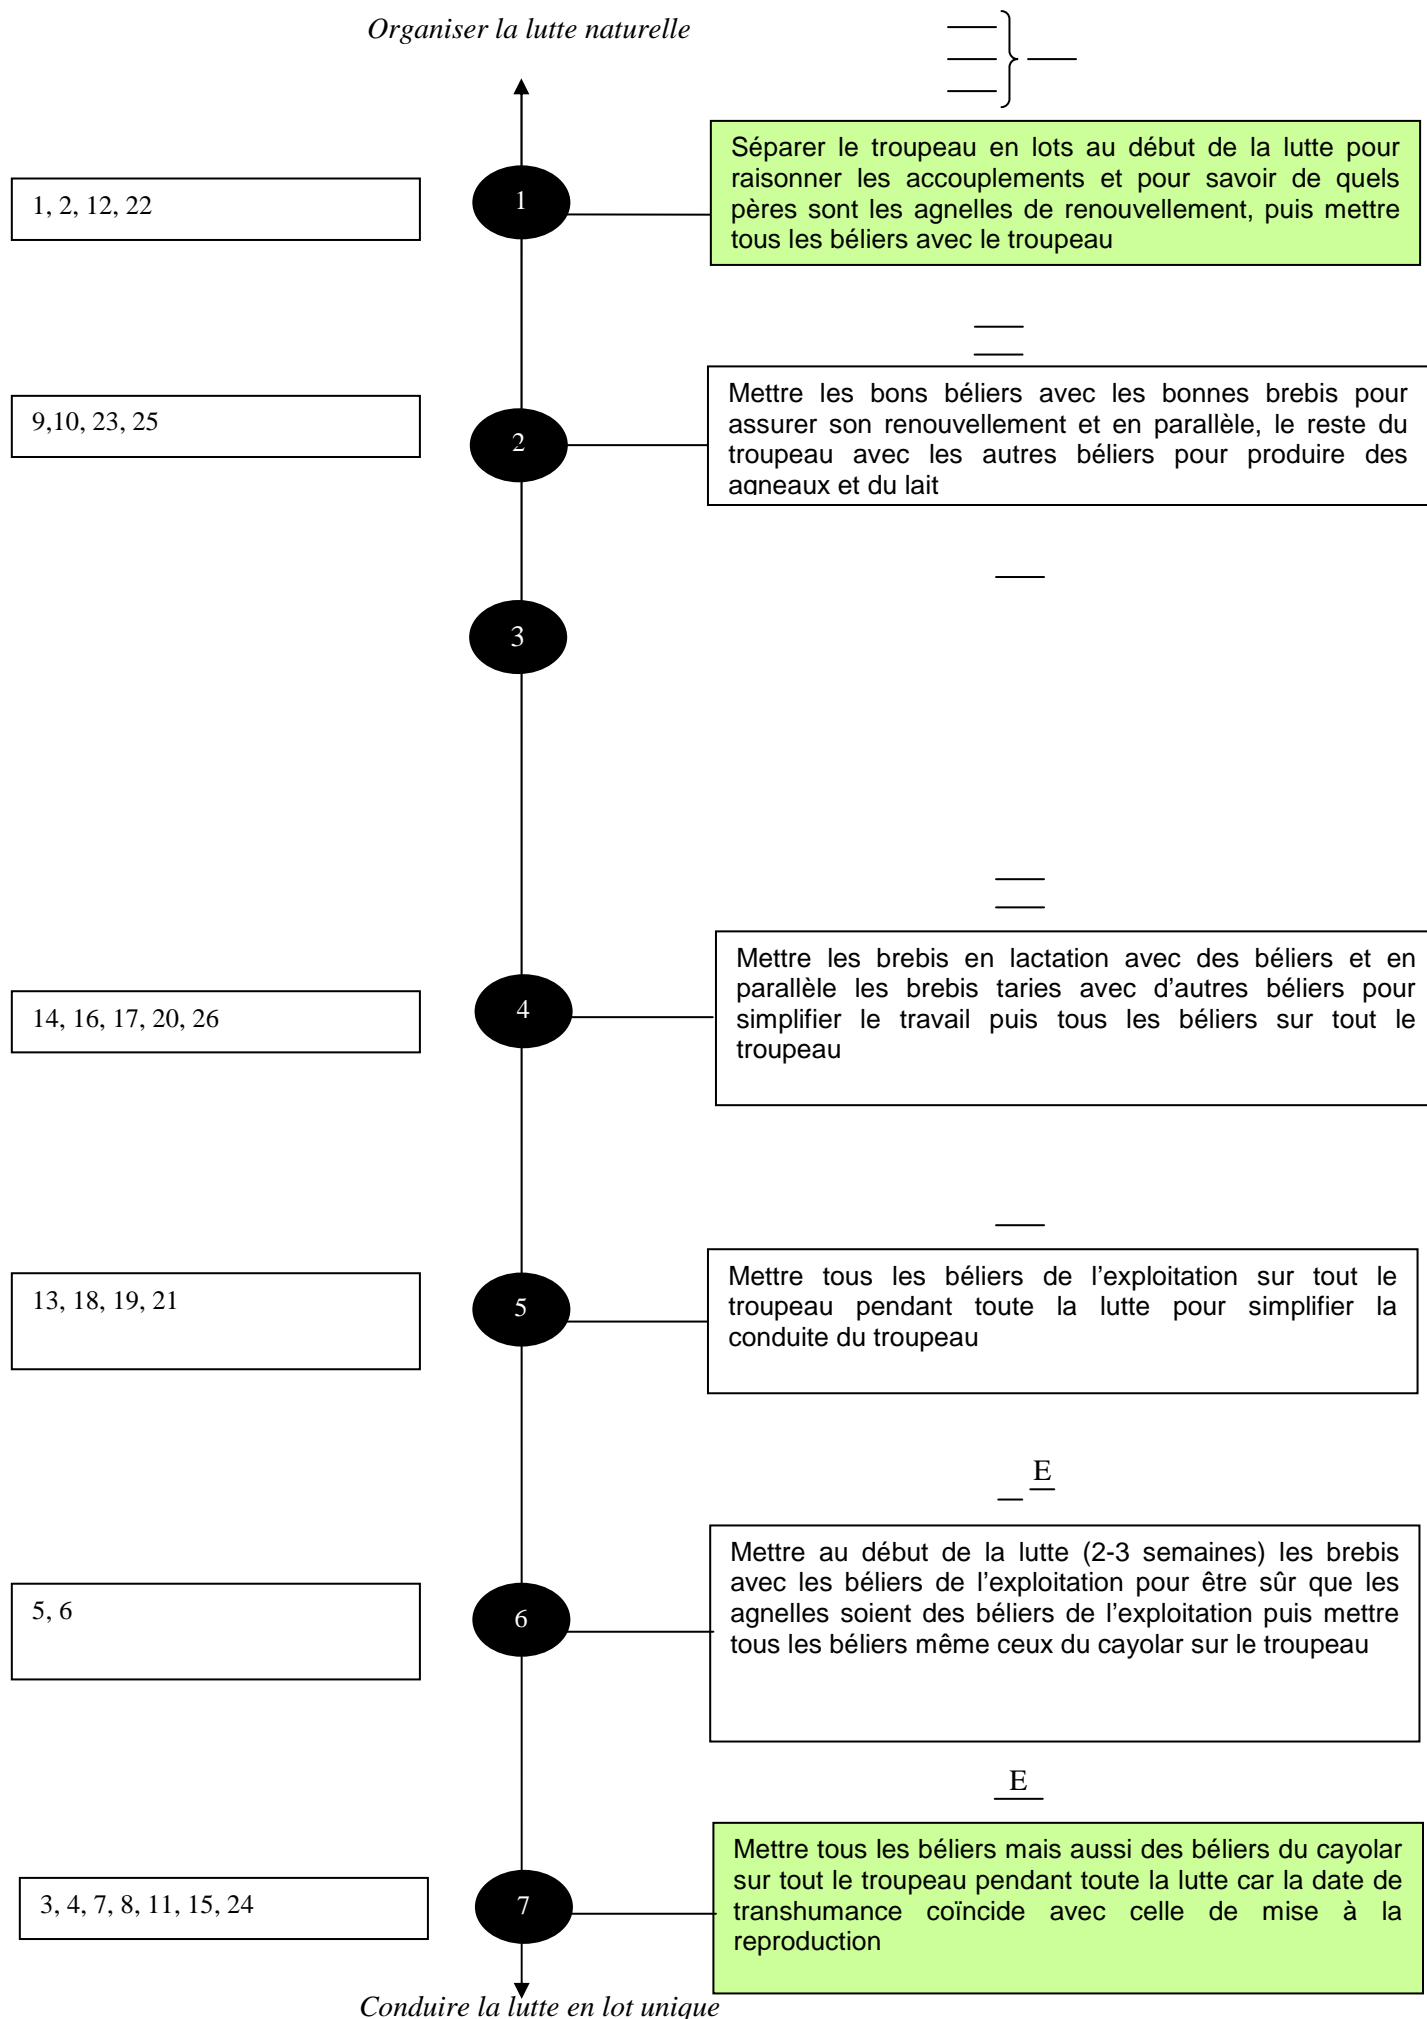 Organiser la lutte naturelle
1, 2, 12, 22
1
Séparer le troupeau en lots au début de la lutte pour
raisonner les accouplements et pour savoir de quels
pères sont les agnelles de renouvellement, puis mettre
tous les béliers avec le troupeau
9,10, 23, 25
2
Mettre les bons béliers avec les bonnes brebis pour
assurer son renouvellement et en parallèle, le reste du
troupeau avec les autres béliers pour produire des
agneaux et du lait
3
14, 16, 17, 20, 26
4
Mettre les brebis en lactation avec des béliers et en
parallèle les brebis taries avec d'autres béliers pour
simplifier le travail puis tous les béliers sur tout le
troupeau
13, 18, 19, 21
5
Mettre tous les béliers de l'exploitation sur tout le
troupeau pendant toute la lutte pour simplifier la
conduite du troupeau
E
5, 6
6
Mettre au début de la lutte (2-3 semaines) les brebis
avec les béliers de l'exploitation pour être sûr que les
agnelles soient des béliers de l'exploitation puis mettre
tous les béliers même ceux du cayolar sur le troupeau
E
3, 4, 7, 8, 11, 15, 24
7
Mettre tous les béliers mais aussi des béliers du cayolar
sur tout le troupeau pendant toute la lutte car la date de
transhumance coïncide avec celle de mise à la
reproduction
Conduire la lutte en lot unique